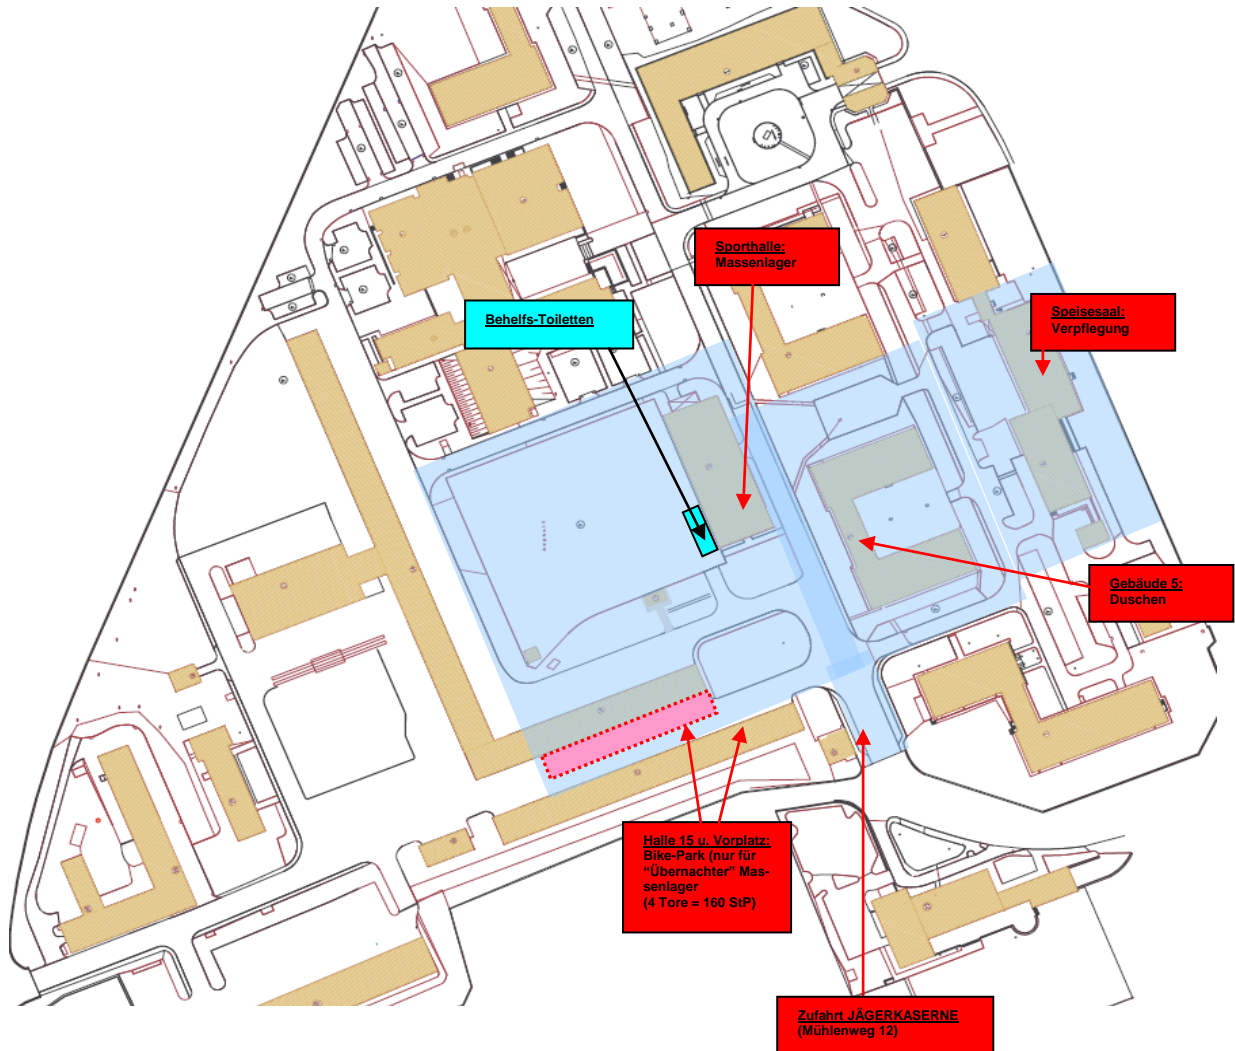 Sporthalle:
Massenlager
Behelfs-Toiletten
Speisesaal:
Verpflegung
Gebäude 5:
Duschen
Halle 15 u. Vorplatz:
Bike-Park (nur für
“Übernachter” Mas-
senlager
(4 Tore = 160 StP)
Zufahrt JÄGERKASERNE
(Mühlenweg 12)